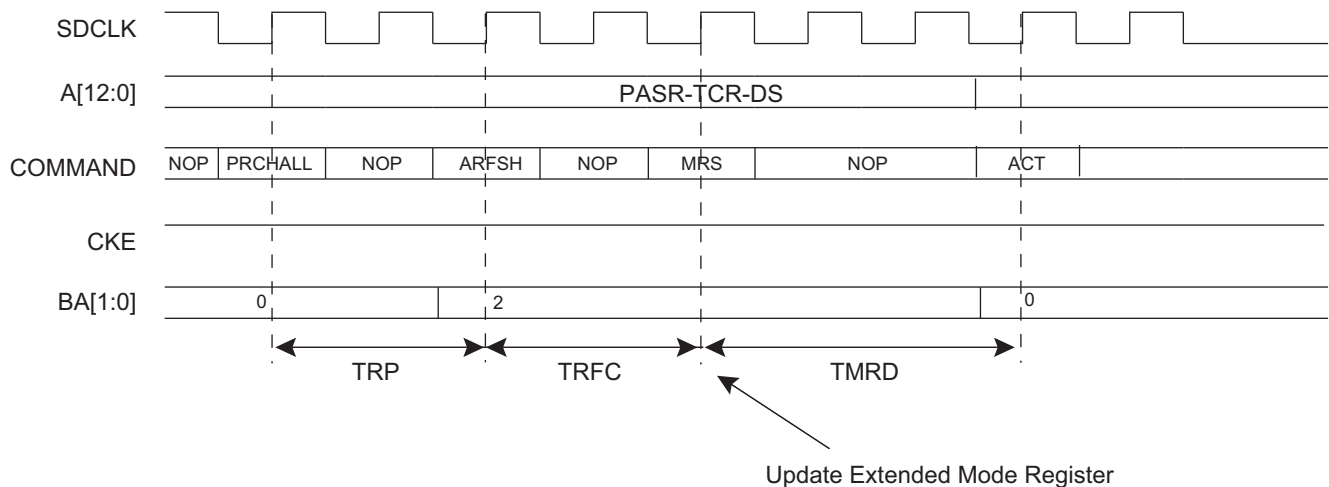 SDCLK
A[12:0] PASR-TCR-DS
COMMAND NOP PRCHALL NOP ARFSH NOP MRS NOP ACT
CKE
BA[1:0] 0 2 0
TRP TRFC TMRD
Update Extended Mode Register